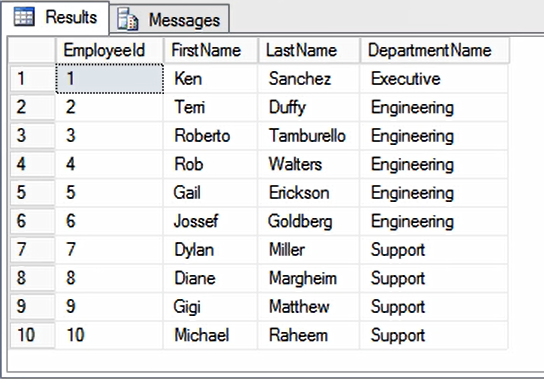 Results Messages
EmployeeId FirstName LastName DepartmentName
1 1 Ken Sanchez Executive
2 2 Terri Duffy Engineering
3 3 Roberto Tamburello Engineering
4 4 Rob Walters Engineering
5 5 Gail Erickson Engineering
6 6 Jossef Goldberg Engineering
7 7 Dylan Miller Support
8 8 Diane Margheim Support
9 9 Gigi Matthew Support
10 10 Michael Raheem Support